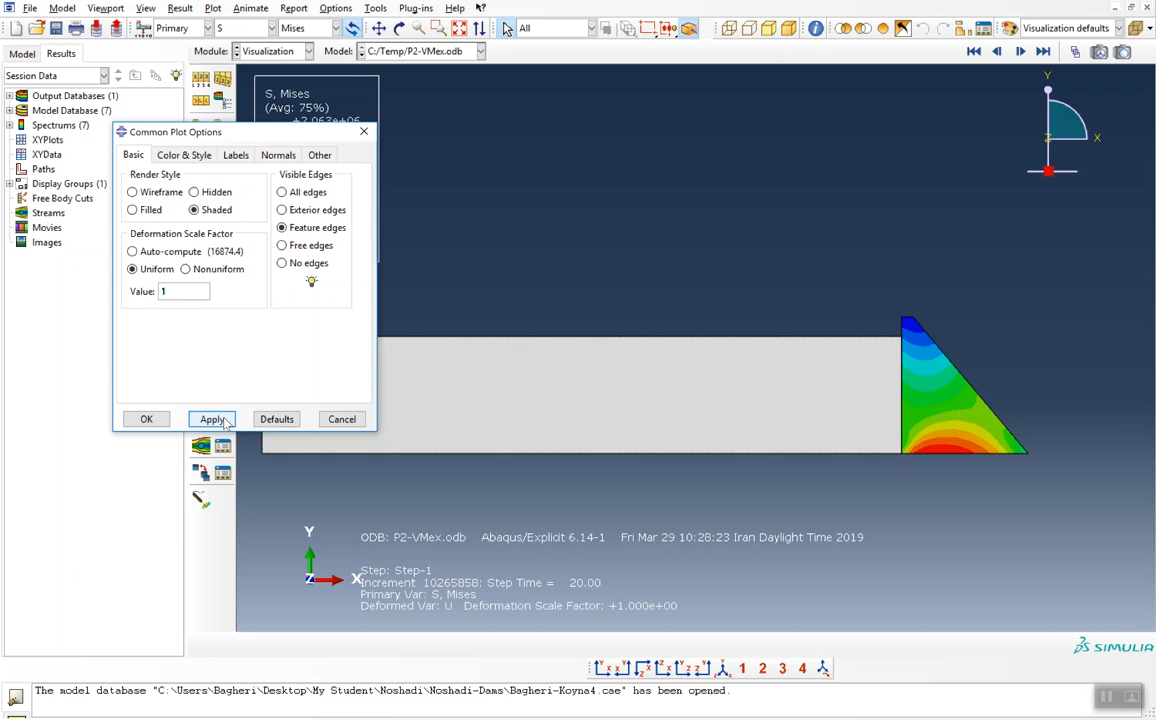 File Model Viewport View Result Plot Animate Report Options Tools Plug-ins Help
Primary S Mises All Visualization defaults
Model Results Module: Visualization Model: C:/Temp/P2-VMex.odb
Session Data
Output Databases (1)
Model Database (7)
Spectrums (7)
XYPlots
XYData
Paths
Display Groups (1)
Free Body Cuts
Streams
Movies
Images
S, Mises
(Avg: 75%)
+2.063e+06
Common Plot Options
Basic Color & Style Labels Normals Other
Render Style
Wireframe Hidden
Filled Shaded
Deformation Scale Factor
Auto-compute (16874.4)
Uniform Nonuniform
Value: 1
Visible Edges
All edges
Exterior edges
Feature edges
Free edges
No edges
OK Apply Defaults Cancel
Y
Z X
Y
Z X
ODB: P2-VMex.odb Abaqus/Explicit 6.14-1 Fri Mar 29 10:28:23 Iran Daylight Time 2019
Step: Step-1
Increment 10265858: Step Time = 20.00
Primary Var: S, Mises
Deformed Var: U Deformation Scale Factor: +1.000e+00
SIMULIA
1 2 3 4
The model database "C:\Users\Bagheri\Desktop\My Student\Noshadi\Noshadi-Dams\Bagheri-Koyna4.cae" has been opened.